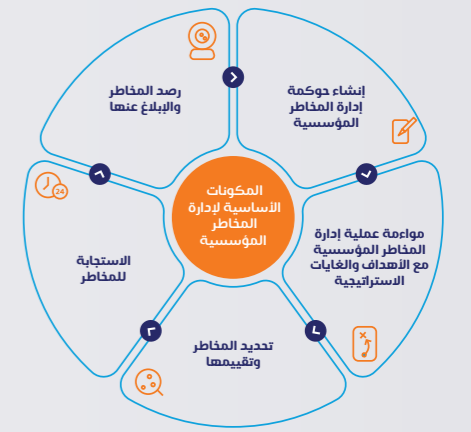 المكونات
الأساسية لإدارة
المخاطر
المؤسسية
إنشاء حوكمة
إدارة المخاطر
المؤسسية
مواءمة عملية إدارة
المخاطر المؤسسية
مع الأهداف والغايات
الاستراتيجية
تحديد المخاطر
وتقييمها
الاستجابة
للمخاطر
24
رصد المخاطر
والإبلاغ عنها